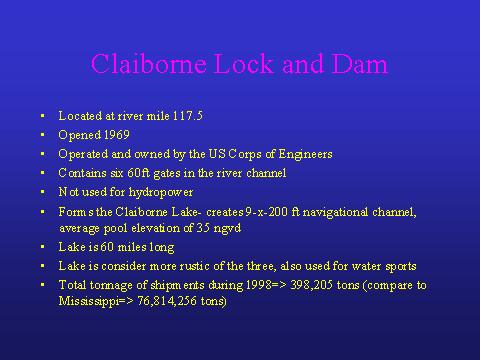 Claiborne Lock and Dam
• Located at river mile 117.5
• Opened 1969
• Operated and owned by the US Corps of Engineers
• Contains six 60ft gates in the river channel
• Not used for hydropower
• Forms the Claiborne Lake- creates 9-x-200 ft navigational channel,
average pool elevation of 35 ngvd
• Lake is 60 miles long
• Lake is consider more rustic of the three, also used for water sports
• Total tonnage of shipments during 1998=> 398,205 tons (compare to
Mississippi=> 76,814,256 tons)